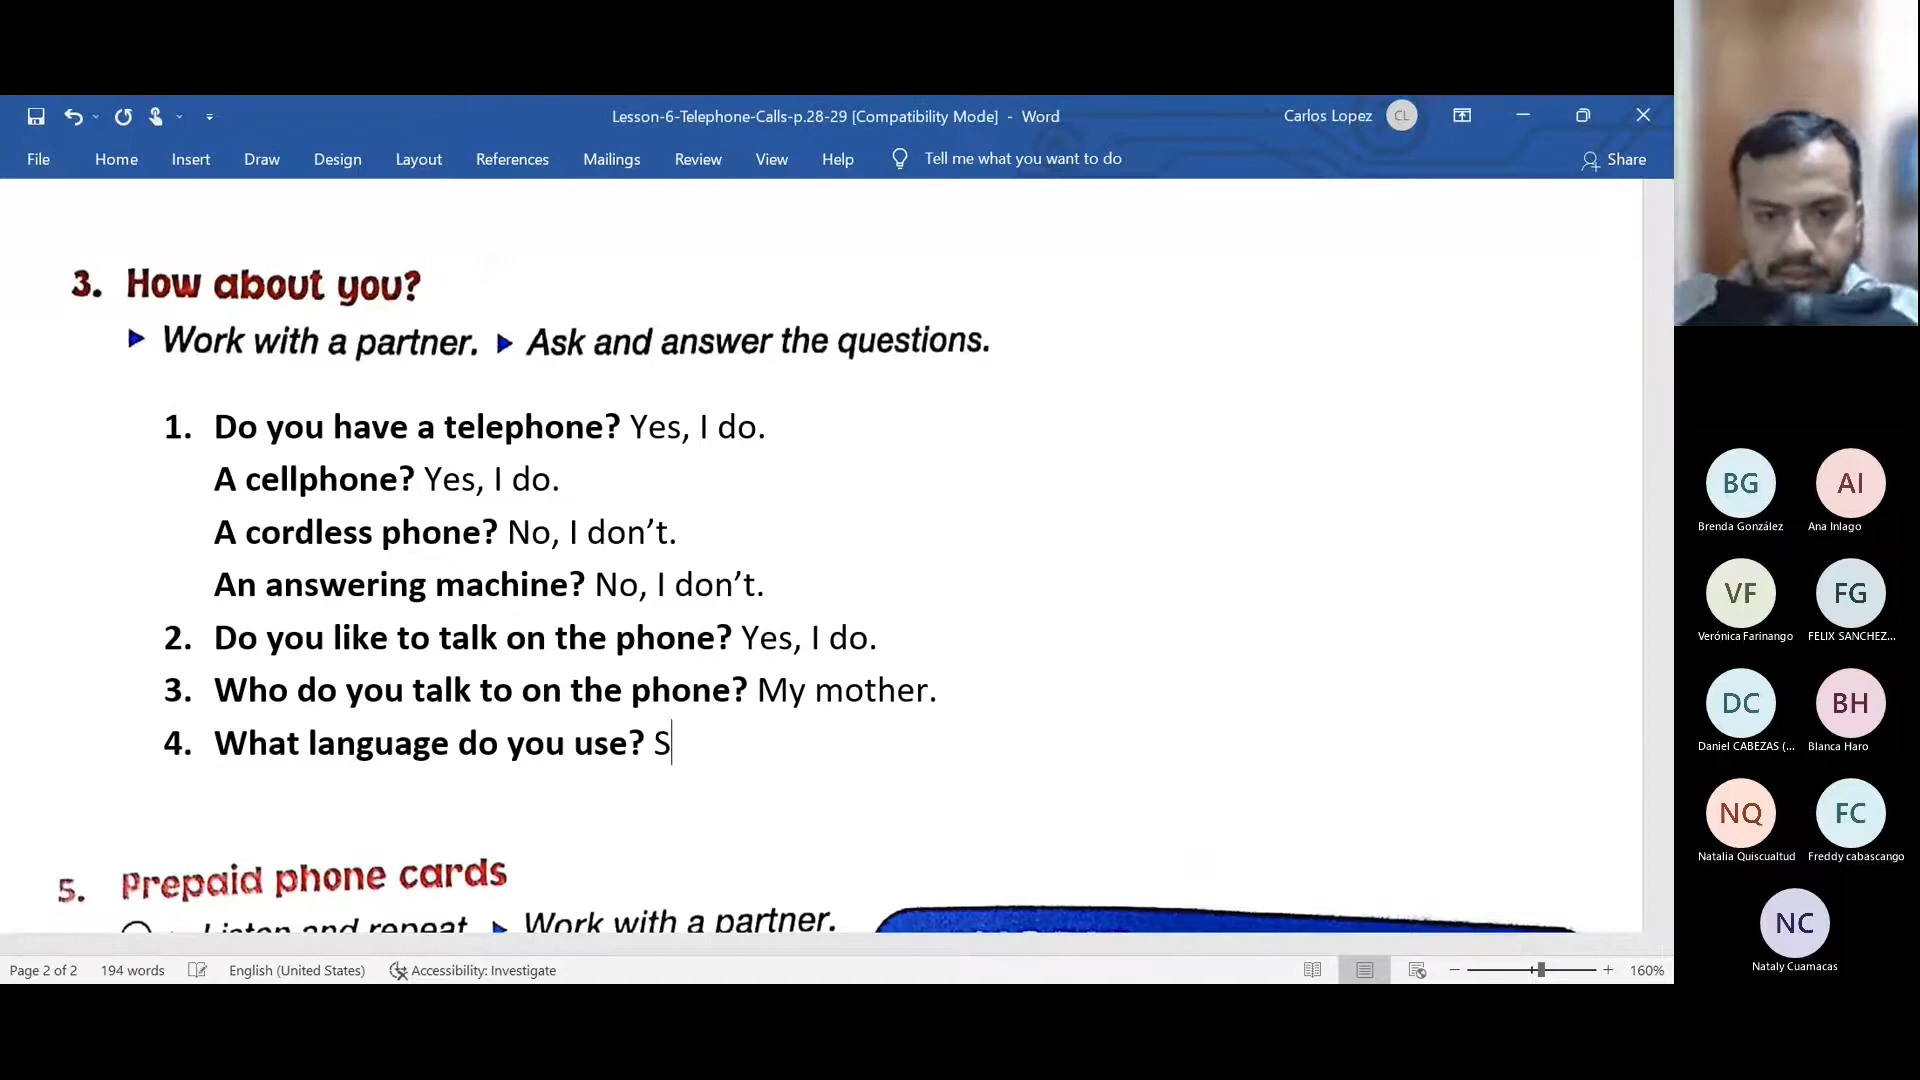 Lesson-6-Telephone-Calls-p.28-29 [Compatibility Mode] - Word
Carlos Lopez
CL
File Home Insert Draw Design Layout References Mailings Review View Help Tell me what you want to do Share
3. How about you?
Work with a partner. Ask and answer the questions.
1. Do you have a telephone? Yes, I do.
A cellphone? Yes, I do.
A cordless phone? No, I don’t.
An answering machine? No, I don’t.
2. Do you like to talk on the phone? Yes, I do.
3. Who do you talk to on the phone? My mother.
4. What language do you use? S
5. Prepaid phone cards
Listen and repeat. Work with a partner.
Page 2 of 2 194 words English (United States) Accessibility: Investigate 160%
BG AI
Brenda González Ana Inlago
VF FG
Verónica Farinango FELIX SANCHEZ...
DC BH
Daniel CABEZAS (... Blanca Haro
NQ FC
Natalia Quiscualtud Freddy cabascango
NC
Nataly Cuamacas